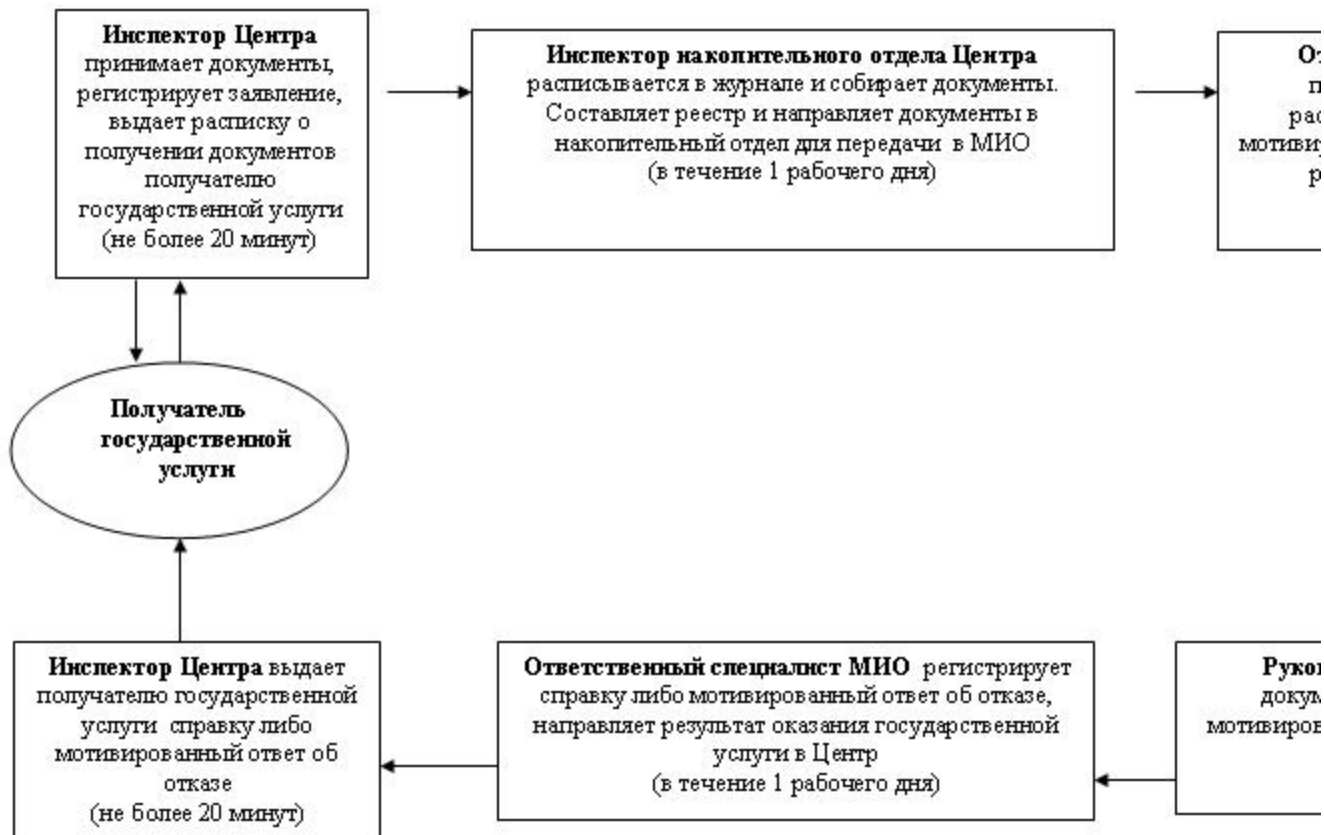 Инспектор Центра
принимает документы,
регистрирует заявление,
выдает расписку о
получении документов
получателю
государственной услуги
(не более 20 минут)
Инспектор накопительного отдела Центра
расписывается в журнале и собирает документы.
Составляет реестр и направляет документы в
накопительный отдел для передачи в МИО
(в течение 1 рабочего дня)
Получатель
государственной
услуги
Инспектор Центра выдает
получателю государственной
услуги справку либо
мотивированный ответ об
отказе
(не более 20 минут)
Ответственный специалист МИО регистрирует
справку либо мотивированный ответ об отказе,
направляет результат оказания государственной
услуги в Центр
(в течение 1 рабочего дня)